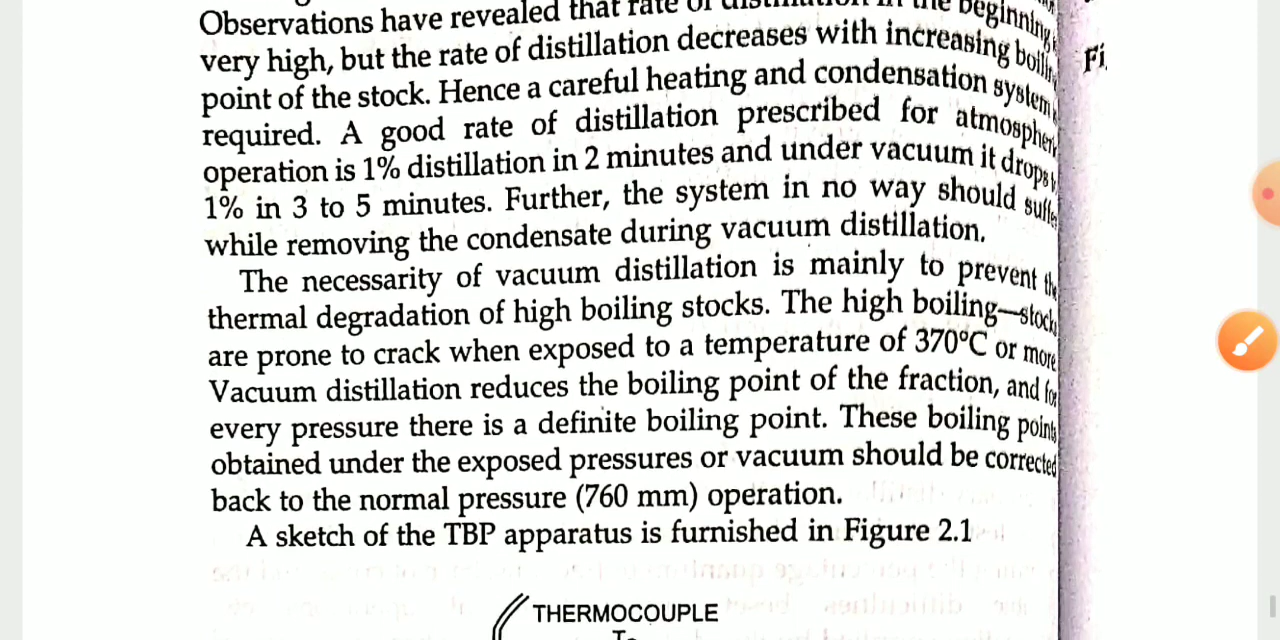 Observations have revealed that rate of distillation in the beginning
very high, but the rate of distillation decreases with increasing boilin
point of the stock. Hence a careful heating and condensation system
required. A good rate of distillation prescribed for atmospheri
operation is 1% distillation in 2 minutes and under vacuum it drops
1% in 3 to 5 minutes. Further, the system in no way should suffe
while removing the condensate during vacuum distillation.
The necessarity of vacuum distillation is mainly to prevent th
thermal degradation of high boiling stocks. The high boiling—stock
are prone to crack when exposed to a temperature of 370°C or more
Vacuum distillation reduces the boiling point of the fraction, and fo
every pressure there is a definite boiling point. These boiling points
obtained under the exposed pressures or vacuum should be corrected
back to the normal pressure (760 mm) operation.
A sketch of the TBP apparatus is furnished in Figure 2.1
THERMOCOUPLE
To
Fi